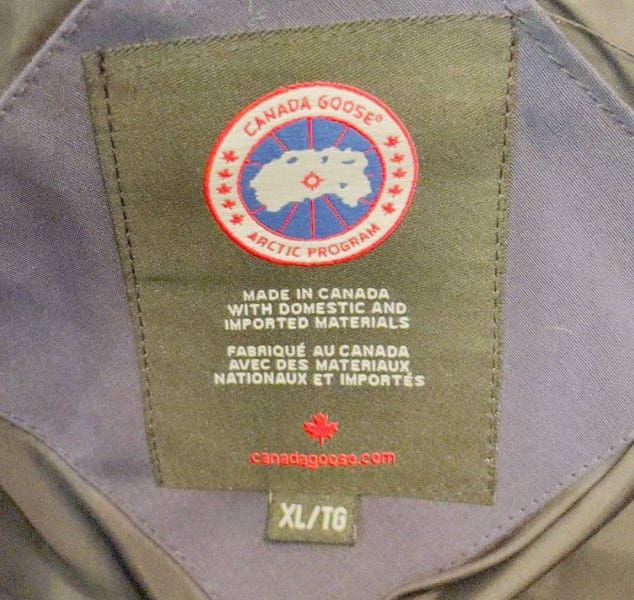 CANADA GOOSE®
ARCTIC PROGRAM
MADE IN CANADA
WITH DOMESTIC AND
IMPORTED MATERIALS
FABRIQUÉ AU CANADA
AVEC DES MATERIAUX
NATIONAUX ET IMPORTÉS
canadagoose.com
XL/TG